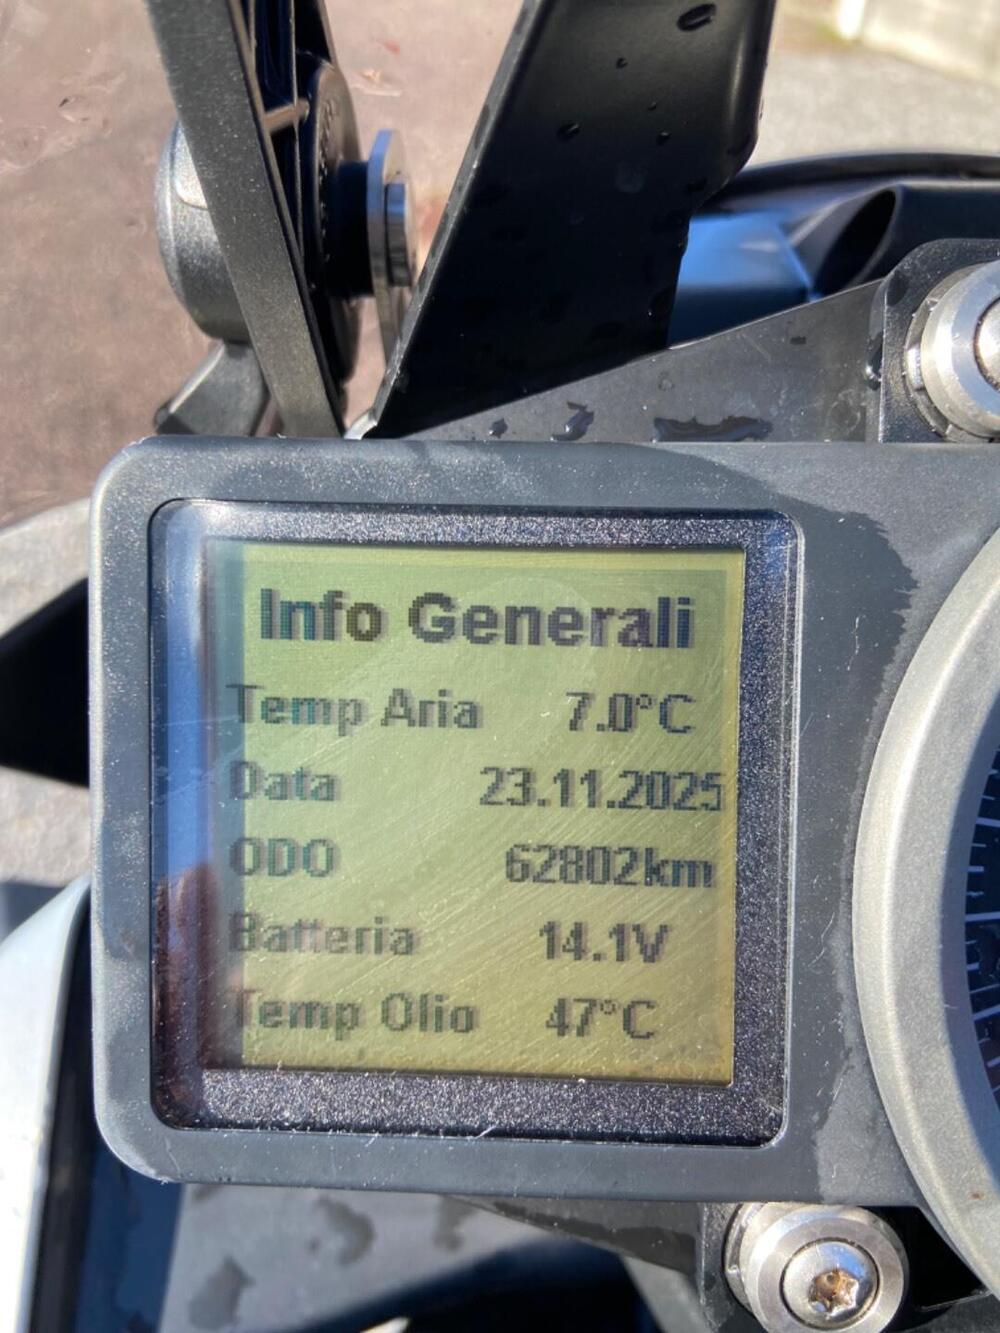 Info Generali
Temp Aria 7.0°C
Data 23.11.2025
ODO 62802km
Batteria 14.1V
Temp Olio 47°C